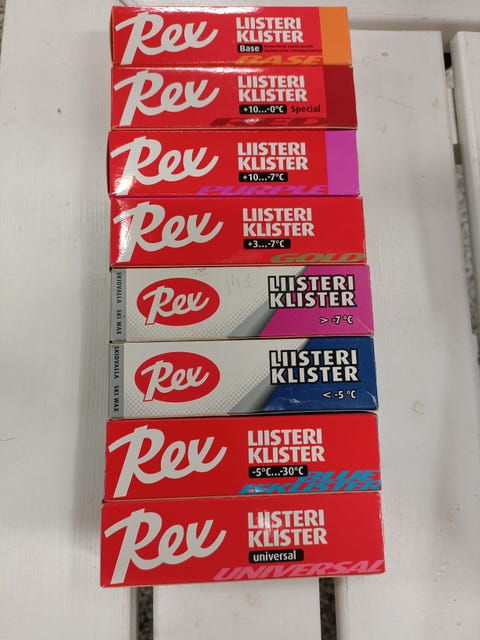 Rex
LIISTERI
KLISTER
Base
BASE
Rex
LIISTERI
KLISTER
+10...-0°C Special
RED
Rex
LIISTERI
KLISTER
+10...-7°C
PURPLE
Rex
LIISTERI
KLISTER
+3...-7°C
GOLD
SKIDVALLA SKI WAX
Rex
LIISTERI
KLISTER
> -7 °C
SKIDVALLA SKI WAX
Rex
LIISTERI
KLISTER
< -5 °C
Rex
LIISTERI
KLISTER
-5°C...-30°C
BLUE
KLISTER
Rex
LIISTERI
KLISTER
universal
UNIVERSAL